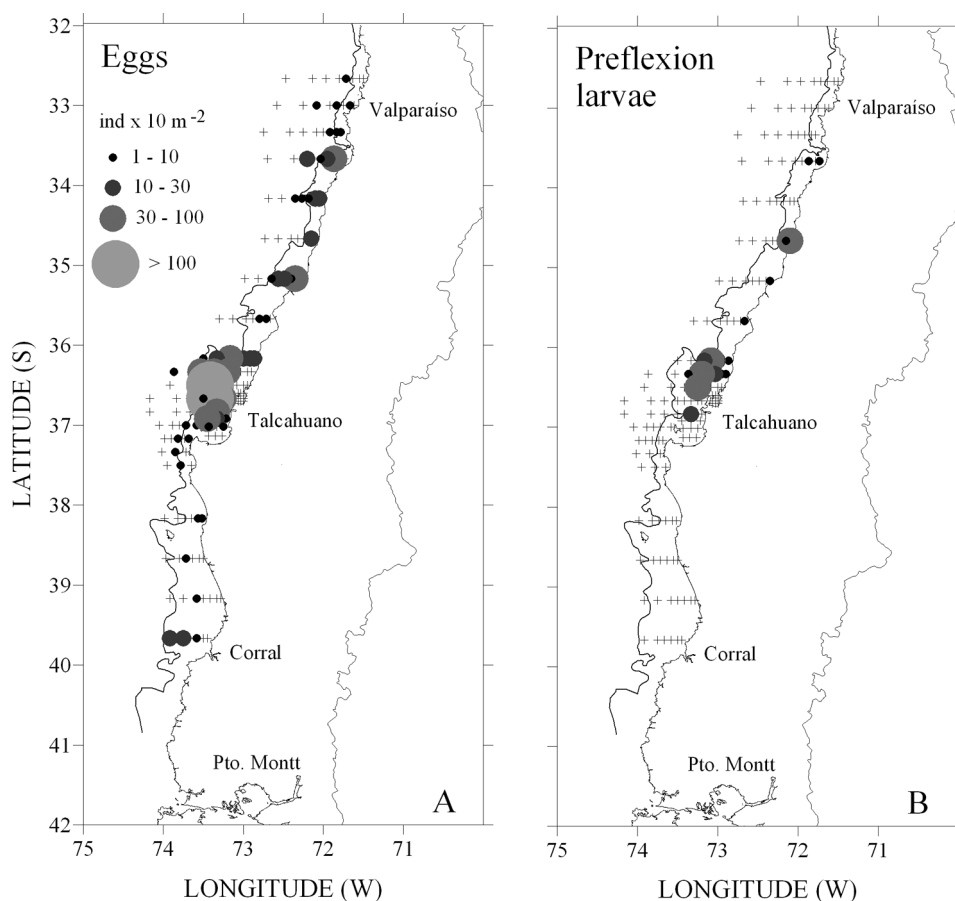 Eggs
ind x 10 m-2
1 - 10
10 - 30
30 - 100
> 100
Valparaíso
Talcahuano
Corral
Pto. Montt
A
LATITUDE (S)
32
33
34
35
36
37
38
39
40
41
42
75
74
73
72
71
LONGITUDE (W)
Preflexion
larvae
Valparaíso
Talcahuano
Corral
Pto. Montt
B
75
74
73
72
71
LONGITUDE (W)